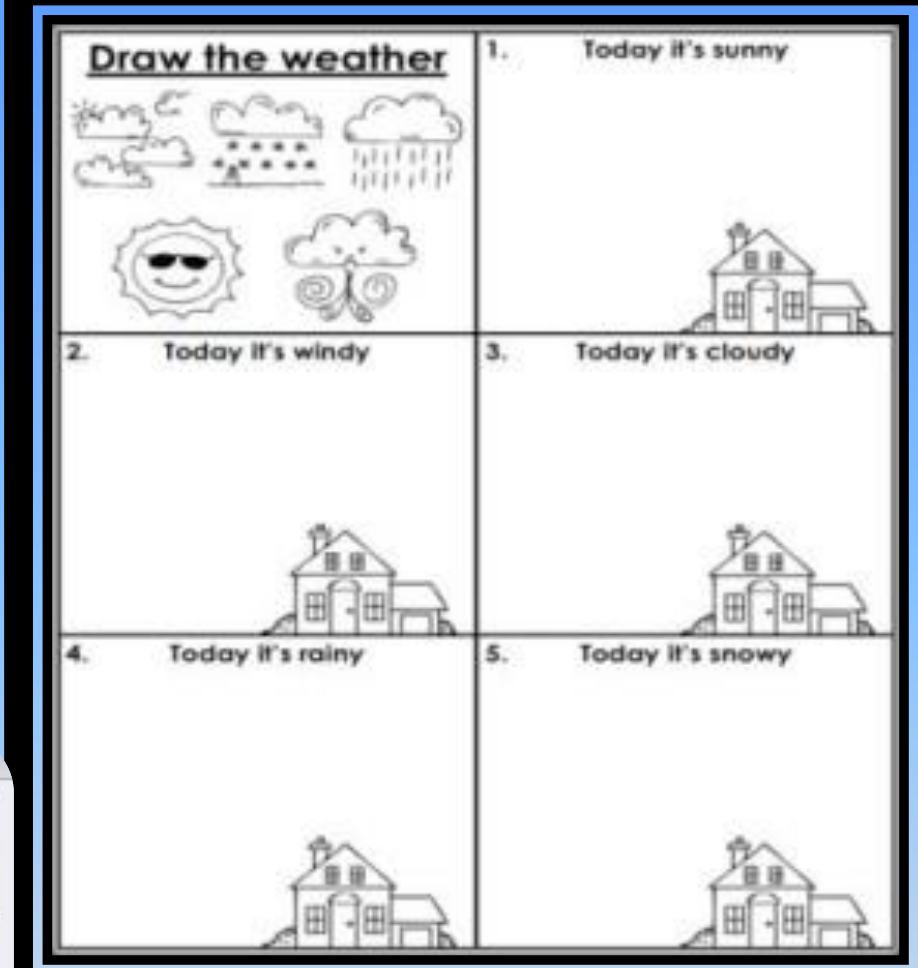 Draw the weather
1. Today it's sunny
2. Today it's windy
3. Today it's cloudy
4. Today it's rainy
5. Today it's snowy